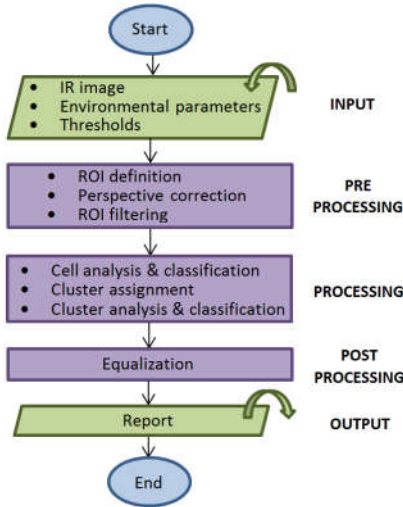 Start
• IR image
• Environmental parameters
• Thresholds
INPUT
• ROI definition
• Perspective correction
• ROI filtering
PRE
PROCESSING
• Cell analysis & classification
• Cluster assignment
• Cluster analysis & classification
PROCESSING
Equalization
POST
PROCESSING
Report
OUTPUT
End